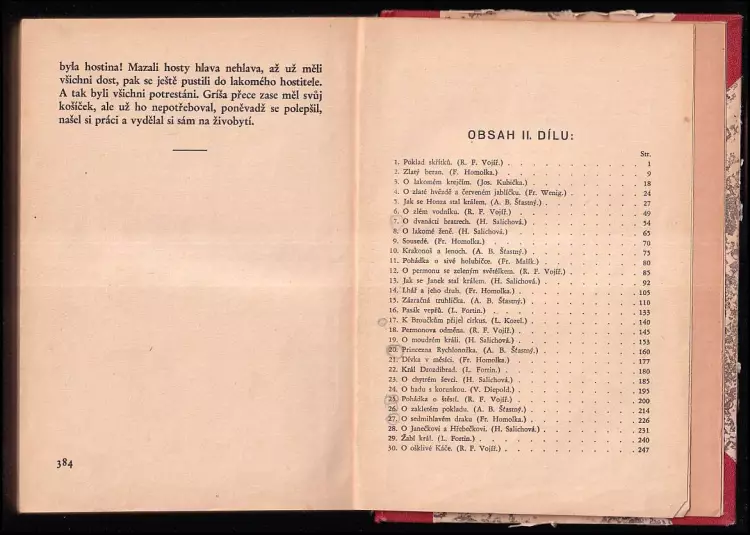 byla hostina! Mazali hosty hlava nehlava, až už měli
všichni dost, pak se ještě pustili do lakomého hostitele.
A tak byli všichni potrestáni. Gríša přece zase měl svůj
košíček, ale už ho nepotřeboval, poněvadž se polepšil,
našel si práci a vydělal si sám na živobytí.
384
OBSAH II. DÍLU:
Str.
1. Poklad skřítků. (R. F. Vojíř.) . . . . . . . . . . 1
2. Zlatý beran. (F. Homolka.) . . . . . . . . . . 9
3. O lakomém krejčím. (Jos. Kubička.) . . . . . . . . . . 18
4. O zlaté hvězdě a červeném jablíčku. (Fr. Wenig.) . . . . . . . . . . 24
5. Jak se Honza stal králem. (A. B. Šťastný.) . . . . . . . . . . 27
6. O zlém vodníku. (R. F. Vojíř.) . . . . . . . . . . 49
7. O dvanácti bratrech. (H. Salichová.) . . . . . . . . . . 54
8. O lakomé ženě. (H. Salichová.) . . . . . . . . . . 65
9. Sousedé. (Fr. Homolka.) . . . . . . . . . . 70
10. Krakonoš a lenoch. (A. B. Šťastný.) . . . . . . . . . . 73
11. Pohádka o sivé holubičce. (Fr. Malík.) . . . . . . . . . . 80
12. O permonu se zeleným světélkem. (R. F. Vojíř.) . . . . . . . . . . 85
13. Jak se Janek stal králem. (H. Salichová.) . . . . . . . . . . 92
14. Lhář a jeho druh. (Fr. Homolka.) . . . . . . . . . . 105
15. Zázračná truhlička. (A. B. Šťastný.) . . . . . . . . . . 110
16. Pasák vepřů. (L. Fortin.) . . . . . . . . . . 133
17. K Broučkům přijel cirkus. (L. Korel.) . . . . . . . . . . 140
18. Permonova odměna. (R. F. Vojíř.) . . . . . . . . . . 145
19. O moudrém králi. (H. Salichová.) . . . . . . . . . . 153
20. Princezna Rychlonožka. (A. B. Šťastný.) . . . . . . . . . . 160
21. Dívka v měsíci. (Fr. Homolka.) . . . . . . . . . . 177
22. Král Drozdibrad. (L. Fortin.) . . . . . . . . . . 180
23. O chytrém ševci. (H. Salichová.) . . . . . . . . . . 185
24. O hadu s korunkou. (V. Diepold.) . . . . . . . . . . 195
25. Pohádka o štěstí. (R. F. Vojíř.) . . . . . . . . . . 200
26. O zakletém pokladu. (A. B. Šťastný.) . . . . . . . . . . 214
27. O sedmihlavém draku (Fr. Homolka.) . . . . . . . . . . 226
28. O Janečkovi a Hřebečkovi. (H. Salichová.) . . . . . . . . . . 231
29. Žabí král. (L. Fortin.) . . . . . . . . . . 240
30. O ošklivé Káče. (R. F. Vojíř.) . . . . . . . . . . 247